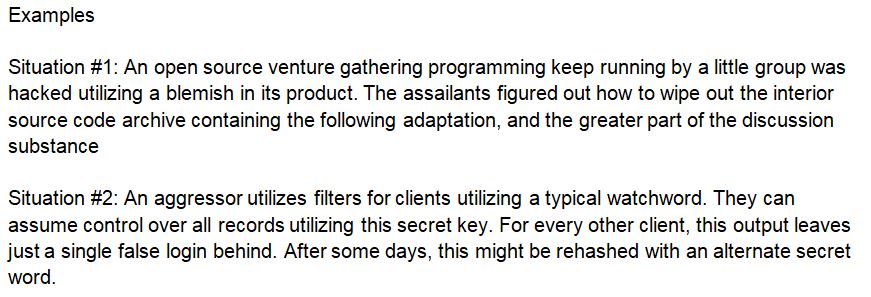 Examples
Situation #1: An open source venture gathering programming keep running by a little group was
hacked utilizing a blemish in its product. The assailants figured out how to wipe out the interior
source code archive containing the following adaptation, and the greater part of the discussion
substance
Situation #2: An aggressor utilizes filters for clients utilizing a typical watchword. They can
assume control over all records utilizing this secret key. For every other client, this output leaves
just a single false login behind. After some days, this might be rehashed with an alternate secret
word.